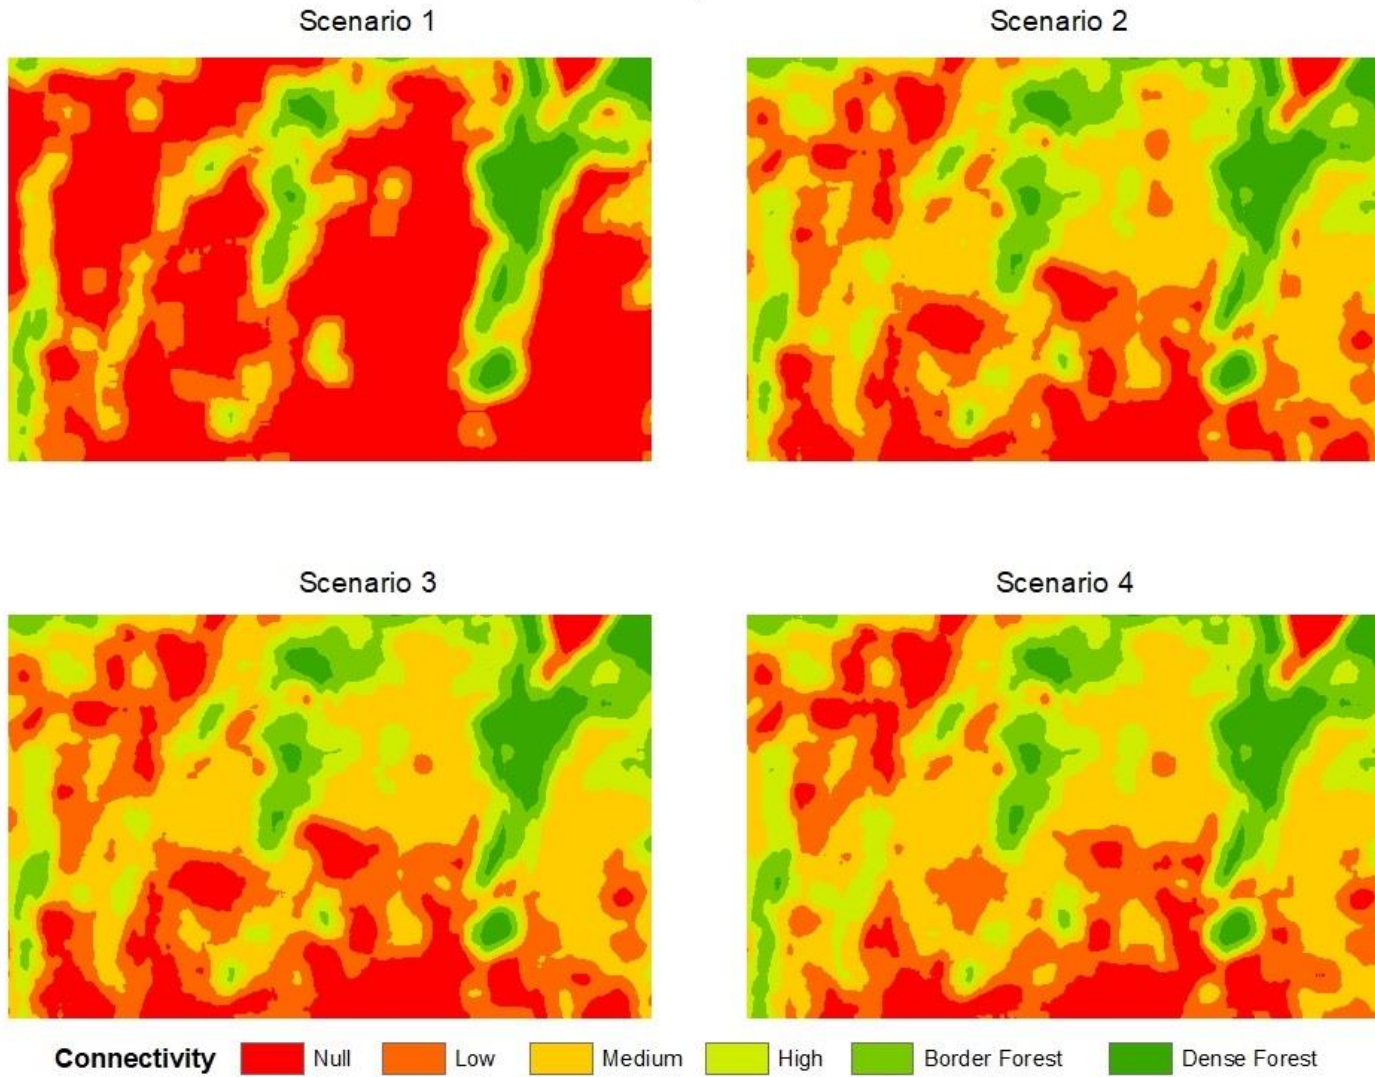 Scenario 1
Scenario 2
Scenario 3
Scenario 4
Connectivity Null Low Medium High Border Forest Dense Forest